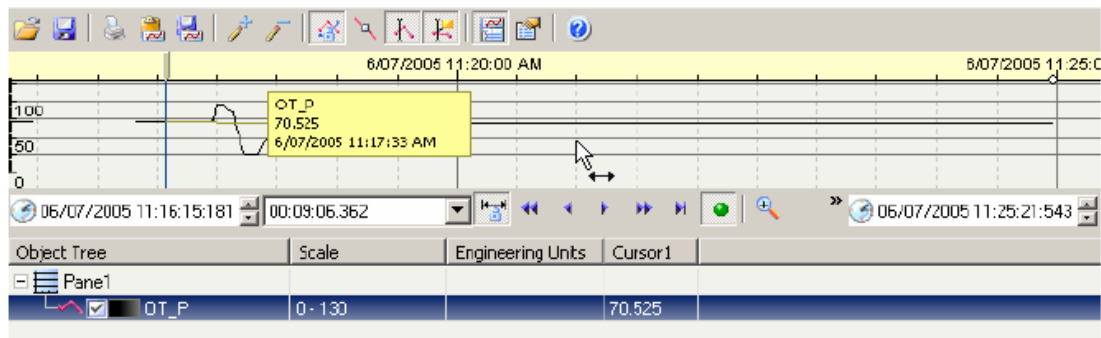 6/07/2005 11:20:00 AM 6/07/2005 11:25:0
100
OT_P
70.525
50
6/07/2005 11:17:33 AM
0
06/07/2005 11:16:15:181 00:09:06.362 06/07/2005 11:25:21:543
Object Tree Scale Engineering Units Cursor1
Pane1
OT_P 0 - 130 70.525